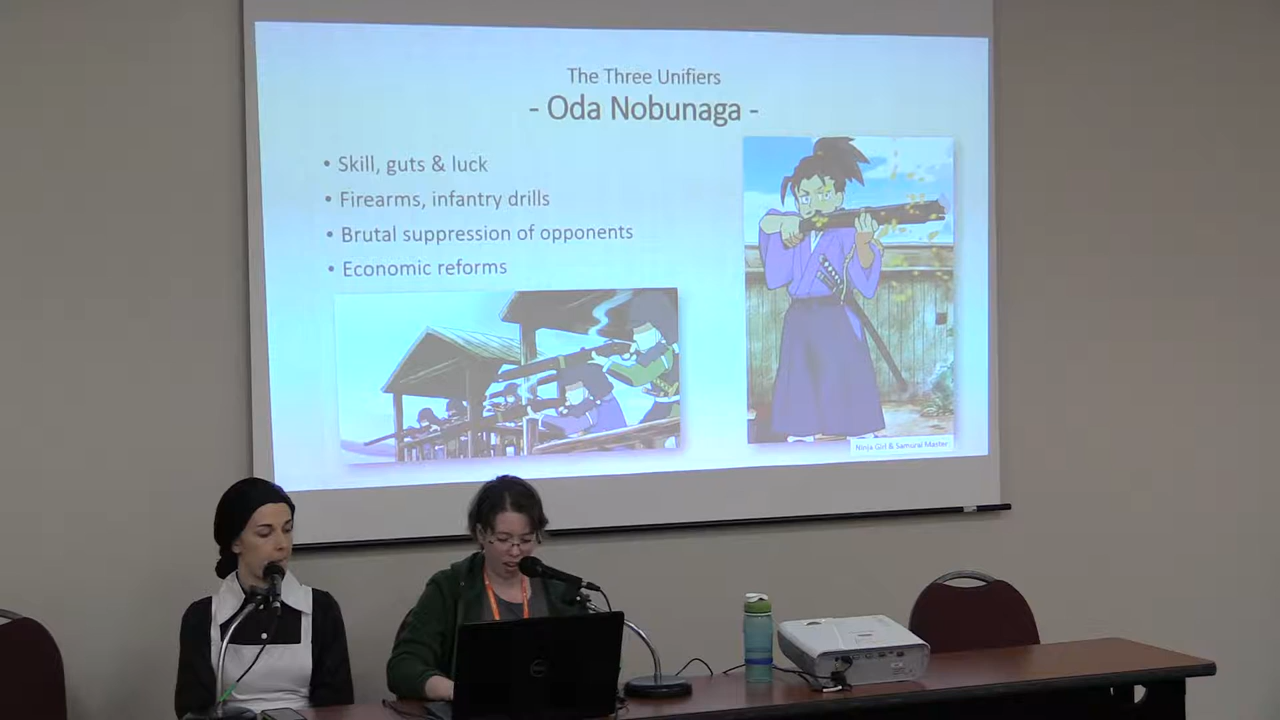 The Three Unifiers
- Oda Nobunaga -
• Skill, guts & luck
• Firearms, infantry drills
• Brutal suppression of opponents
• Economic reforms
Ninja Girl & Samurai Master
DELL